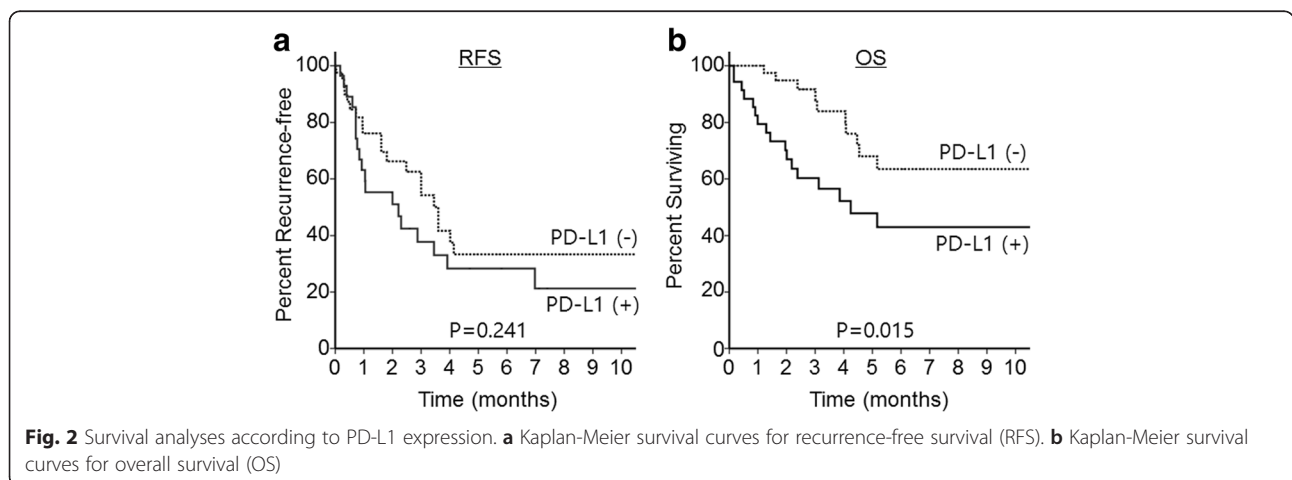 a
RFS
Percent Recurrence-free
100
80
60
40
20
0
PD-L1 (-)
PD-L1 (+)
P=0.241
0 1 2 3 4 5 6 7 8 9 10
Time (months)
b
OS
Percent Surviving
100
80
60
40
20
0
PD-L1 (-)
PD-L1 (+)
P=0.015
0 1 2 3 4 5 6 7 8 9 10
Time (months)
Fig. 2 Survival analyses according to PD-L1 expression. a Kaplan-Meier survival curves for recurrence-free survival (RFS). b Kaplan-Meier survival
curves for overall survival (OS)